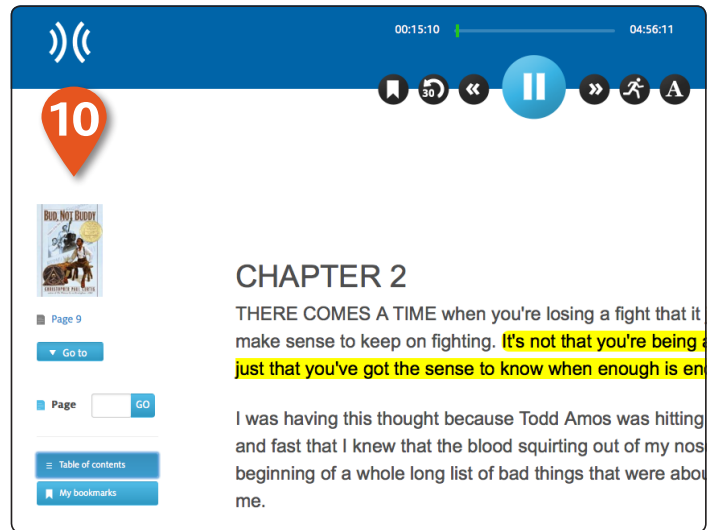 00:15:10
04:56:11
30
A
10
BUD, NOT BUDDY
CHRISTOPHER PAUL CURTIS
Page 9
Go to
Page
GO
Table of contents
My bookmarks
CHAPTER 2
THERE COMES A TIME when you're losing a fight that it j
make sense to keep on fighting. It's not that you're being a
just that you've got the sense to know when enough is en
I was having this thought because Todd Amos was hitting
and fast that I knew that the blood squirting out of my nos
beginning of a whole long list of bad things that were abou
me.